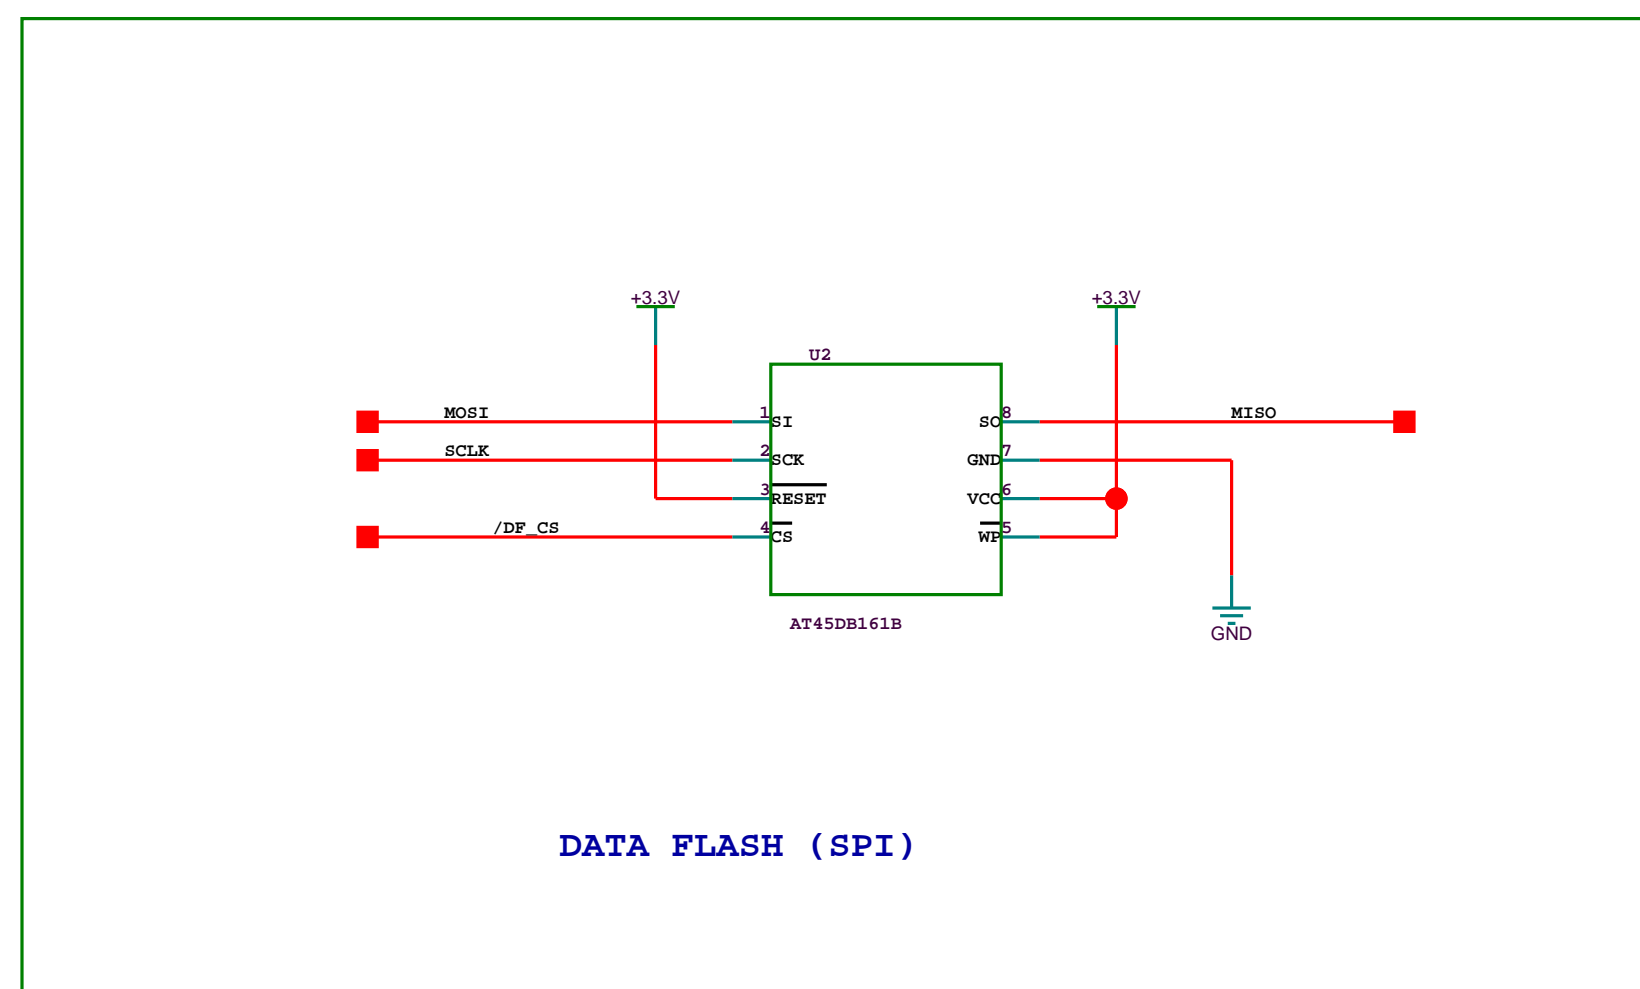 +3.3V +3.3V
U2
MOSI 1 SI SO 8 MISO
SCLK 2 SCK GND 7
3 RESET VCC 6
/DF_CS 4 CS WP 5
AT45DB161B
GND
DATA FLASH (SPI)